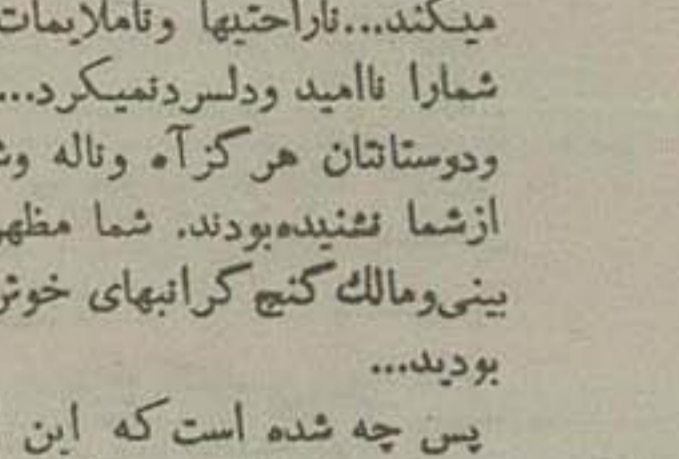 میکند...ناراحتیها وناملایمات
شمارا ناامید ودلسردنمیکرد...
ودوستانتان هرگزآه وناله
ازشما نشنیده‌بودند. شما مظهر
بینی‌ومالك گنج گرانبهای
بودید...
پس چه شده است که این